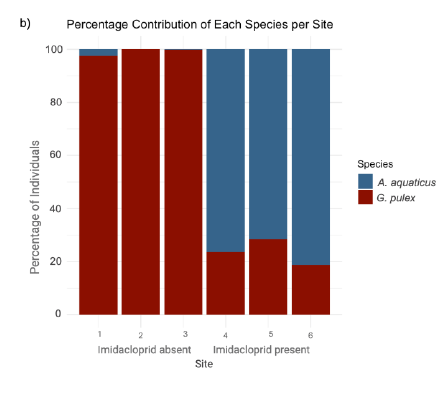 b)
Percentage Contribution of Each Species per Site
Percentage of Individuals
100
80
60
40
20
0
1 2 3 4 5 6
Imidacloprid absent Imidacloprid present
Site
Species
A. aquaticus
G. pulex